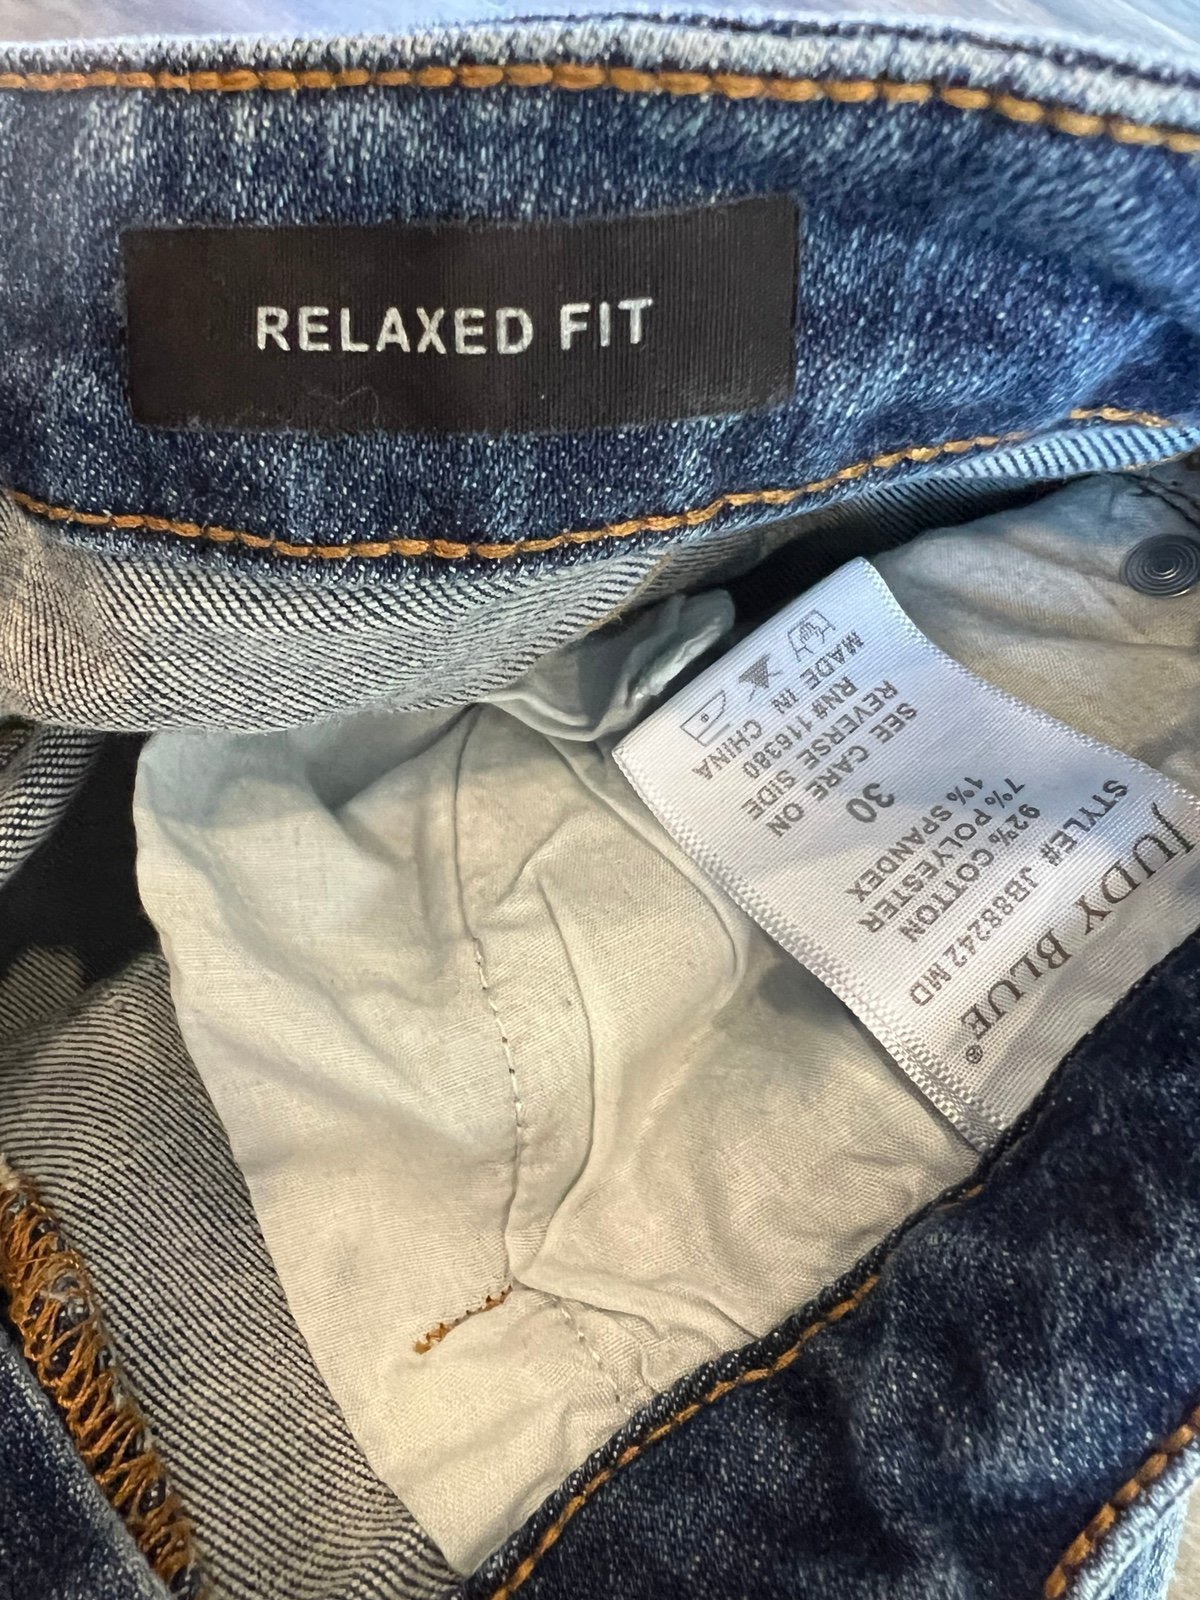 RELAXED FIT
JUDY BLUE®
STYLE# JB88242 MD
92% COTTON
7% POLYESTER
1% SPANDEX
30
SEE CARE ON
REVERSE SIDE
RN# 116380
MADE IN CHINA